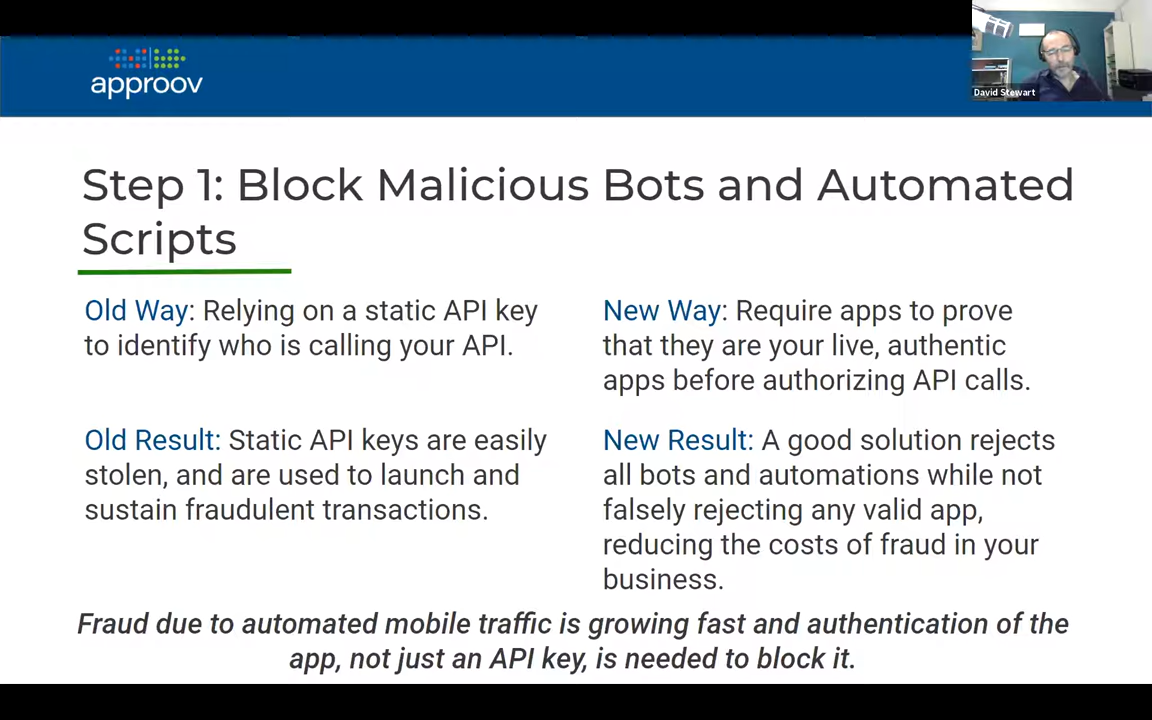 approov
David Stewart
Step 1: Block Malicious Bots and Automated
Scripts
Old Way: Relying on a static API key
to identify who is calling your API.
New Way: Require apps to prove
that they are your live, authentic
apps before authorizing API calls.
Old Result: Static API keys are easily
stolen, and are used to launch and
sustain fraudulent transactions.
New Result: A good solution rejects
all bots and automations while not
falsely rejecting any valid app,
reducing the costs of fraud in your
business.
Fraud due to automated mobile traffic is growing fast and authentication of the
app, not just an API key, is needed to block it.